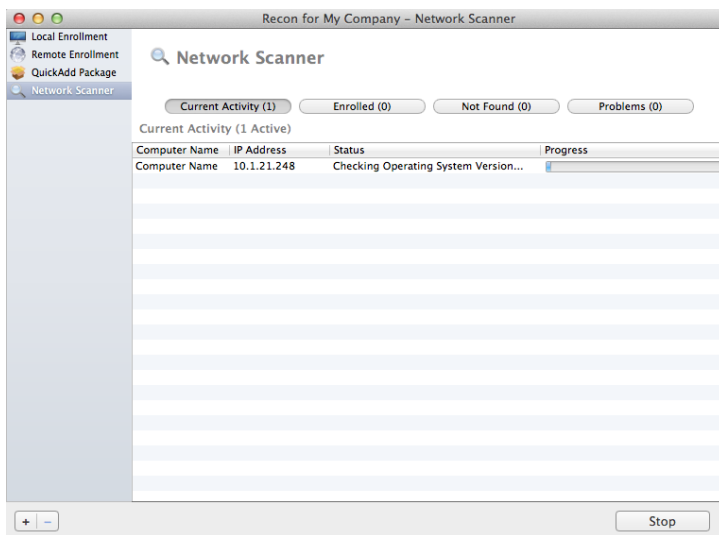 Recon for My Company – Network Scanner
Local Enrollment
Remote Enrollment
QuickAdd Package
Network Scanner
Network Scanner
Current Activity (1) Enrolled (0) Not Found (0) Problems (0)
Current Activity (1 Active)
Computer Name IP Address Status Progress
Computer Name 10.1.21.248 Checking Operating System Version...
+ − Stop